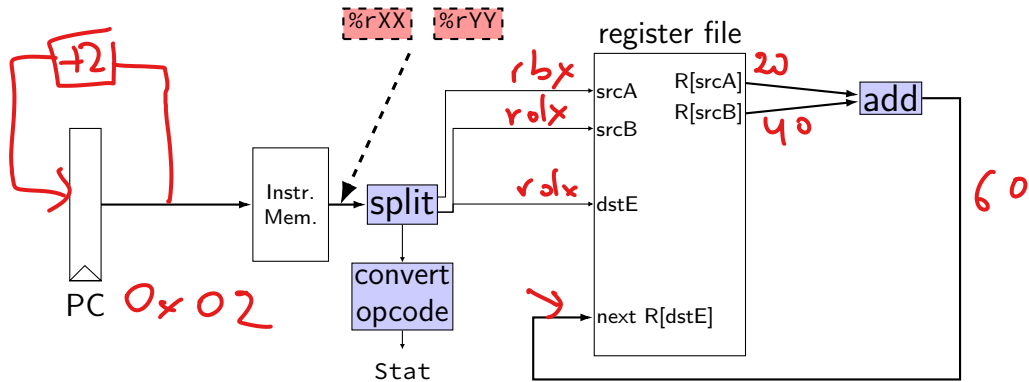 %rXX %rYY
register file
+2
rbx
20
srcA
R[srcA]
add
rdx
srcB
R[srcB]
40
Instr.
Mem.
split
rdx
dstE
60
PC
0x02
convert
opcode
next R[dstE]
Stat